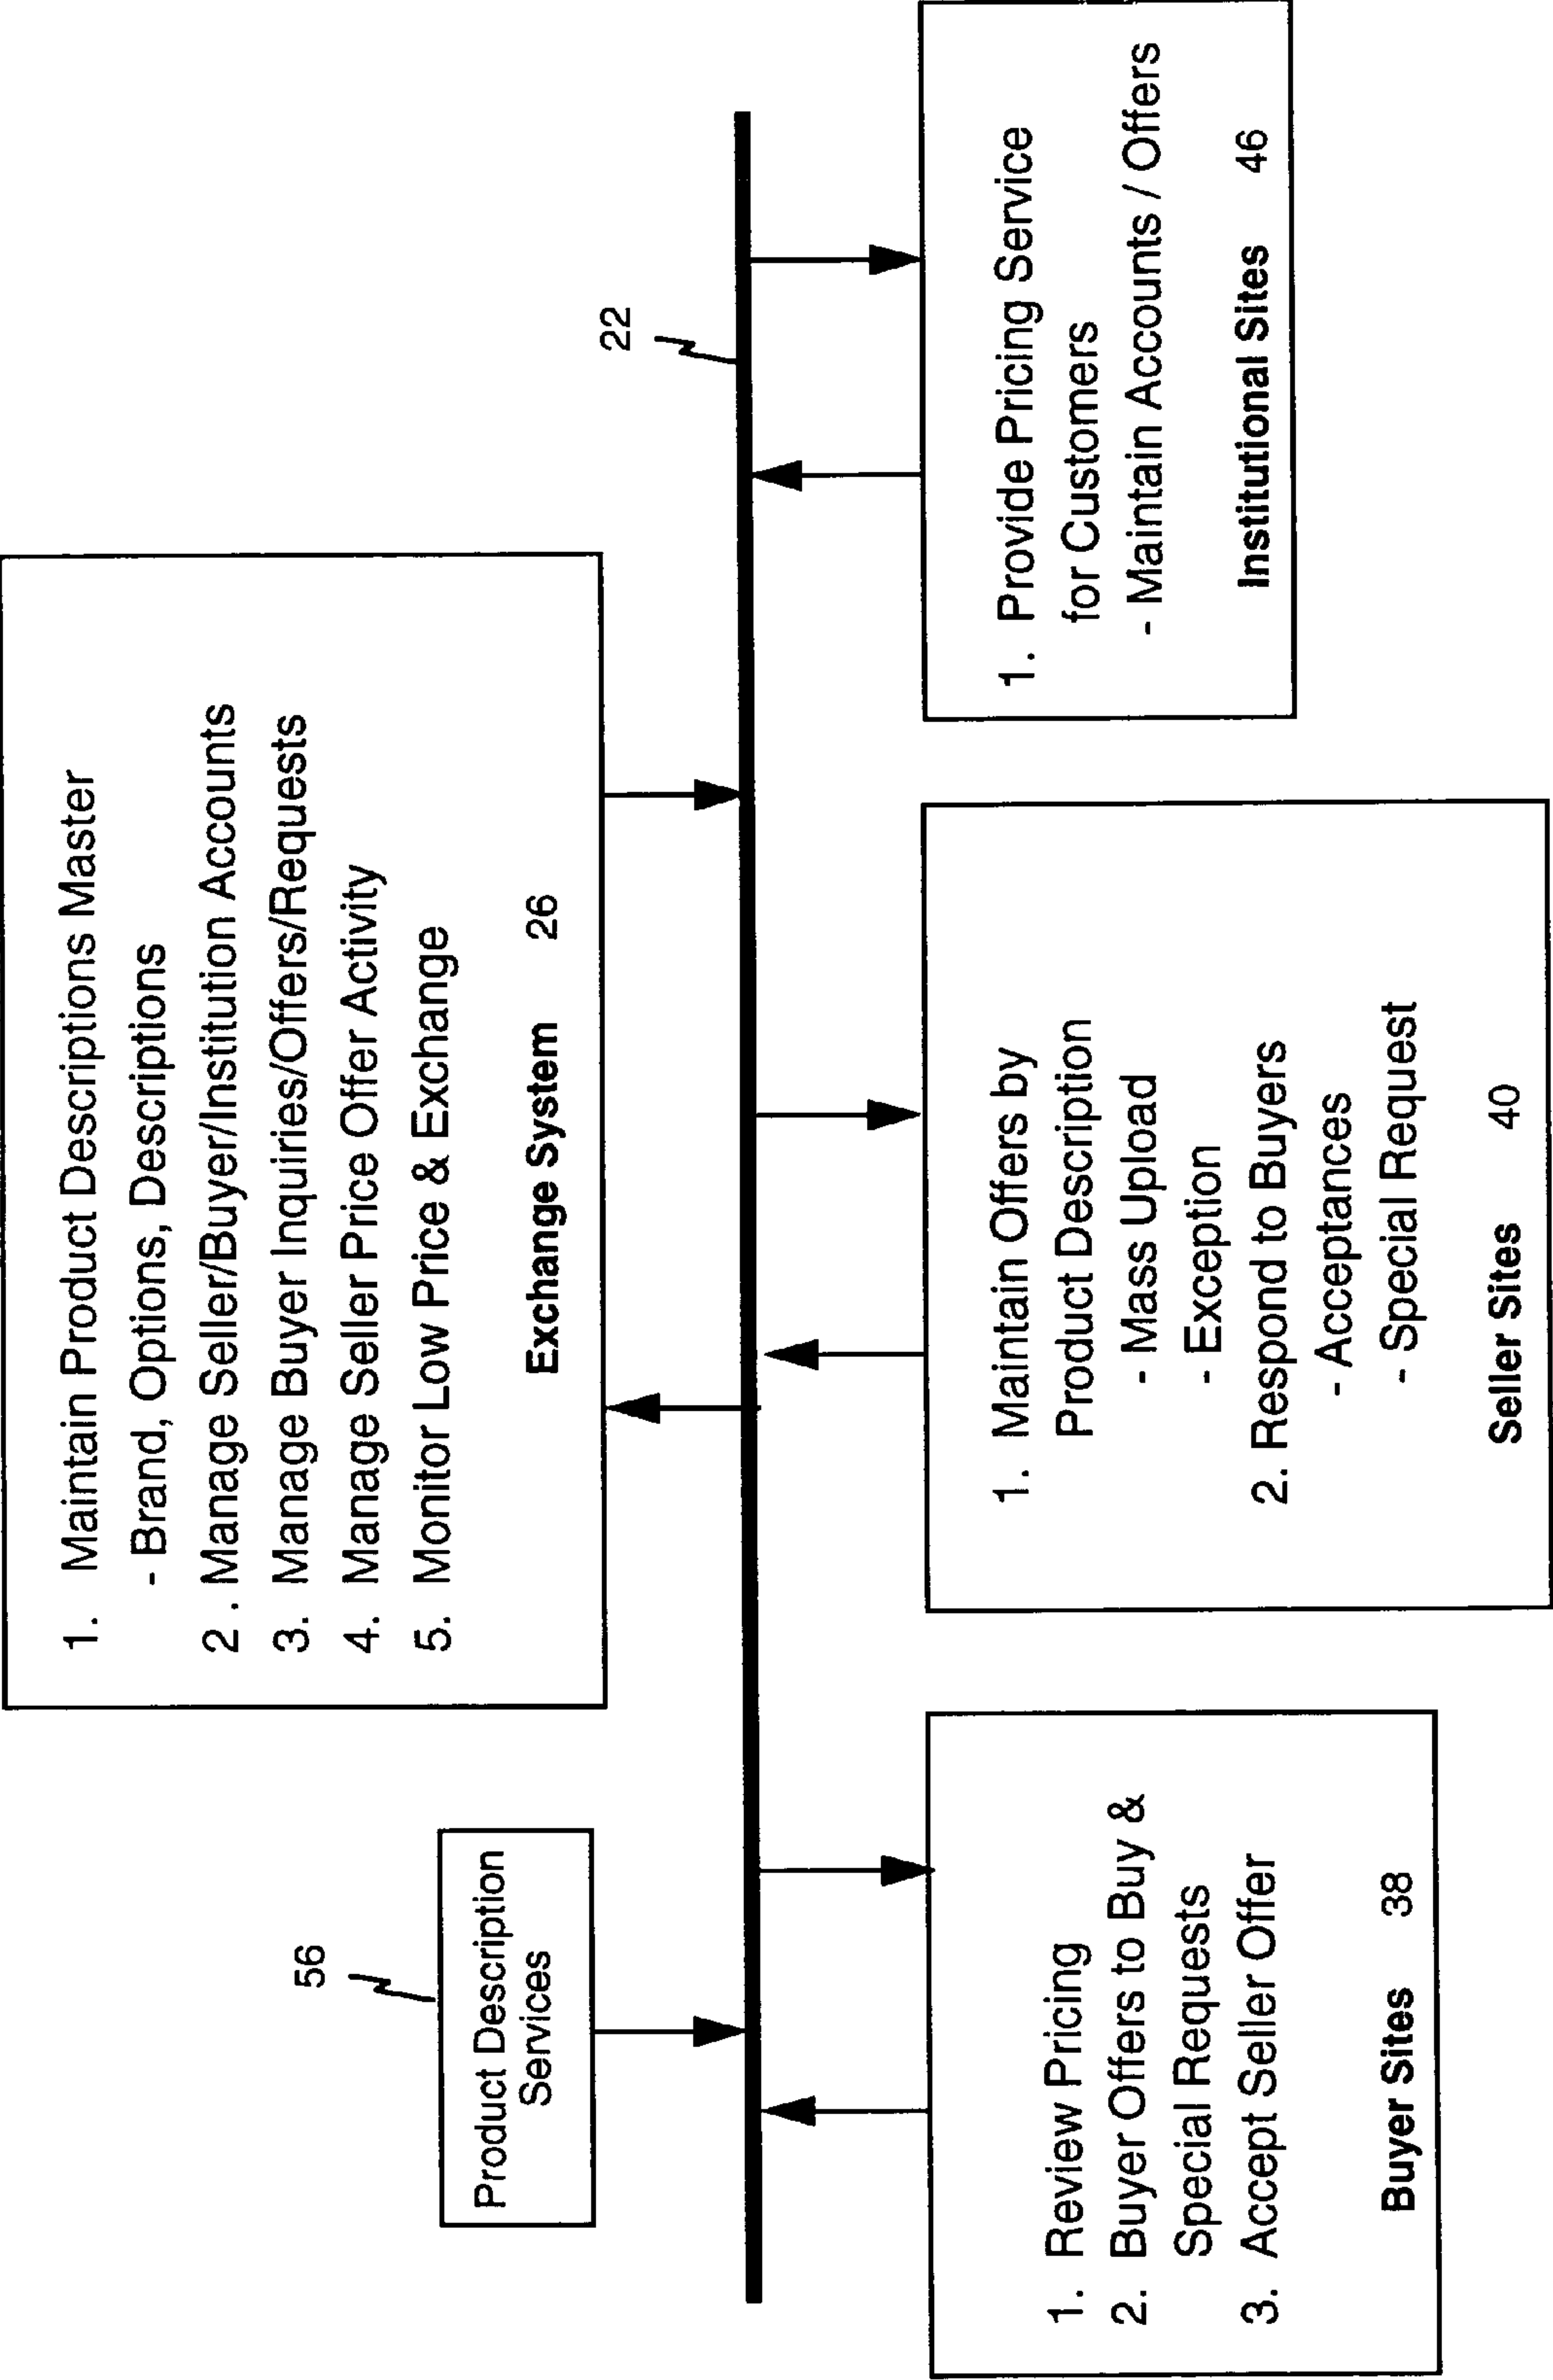 56
Product Description
Services
1. Maintain Product Descriptions Master
- Brand, Options, Descriptions
2. Manage Seller/Buyer/Institution Accounts
3. Manage Buyer Inquiries/Offers/Requests
4. Manage Seller Price Offer Activity
5. Monitor Low Price & Exchange
Exchange System 26
22
1. Review Pricing
2. Buyer Offers to Buy &
Special Requests
3. Accept Seller Offer
Buyer Sites 38
1. Maintain Offers by
Product Description
- Mass Upload
- Exception
2. Respond to Buyers
- Acceptances
- Special Request
Seller Sites 40
1. Provide Pricing Service
for Customers
- Maintain Accounts / Offers
Institutional Sites 46